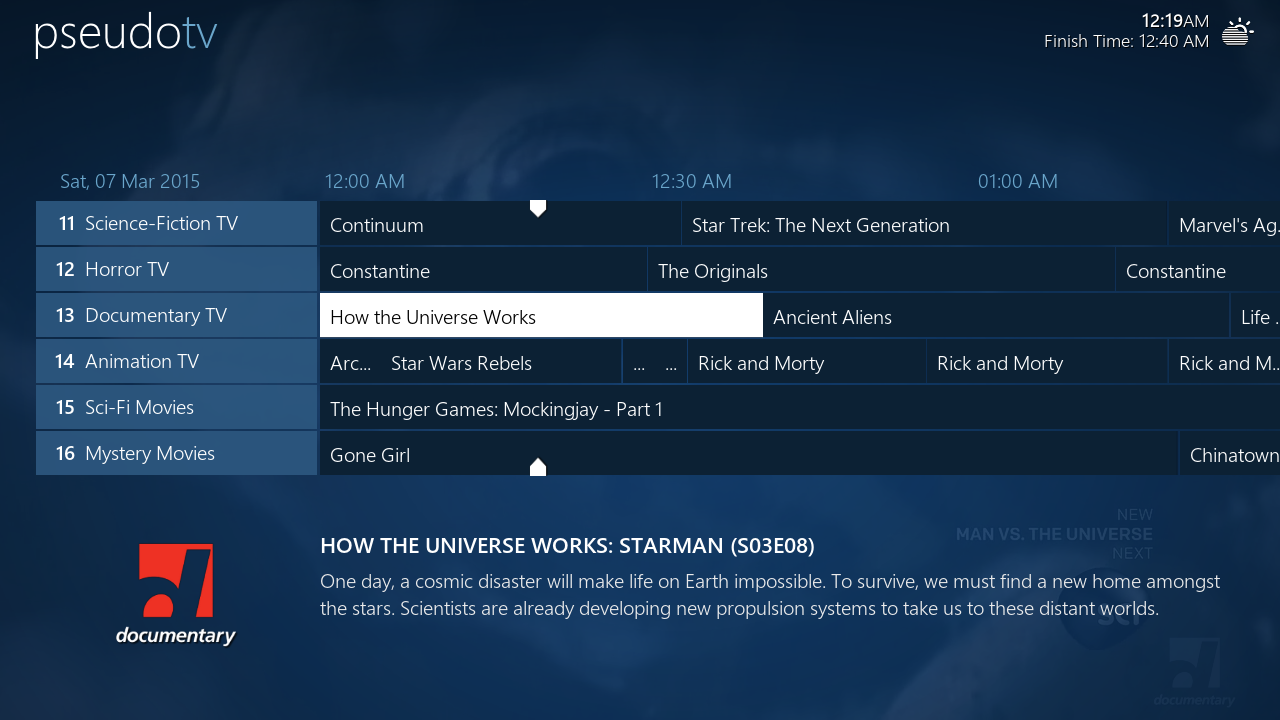 pseudotv
12:19AM
Finish Time: 12:40 AM
Sat, 07 Mar 2015 12:00 AM 12:30 AM 01:00 AM
11 Science-Fiction TV Continuum Star Trek: The Next Generation Marvel's Ag.
12 Horror TV Constantine The Originals Constantine
13 Documentary TV How the Universe Works Ancient Aliens Life .
14 Animation TV Arc... Star Wars Rebels ... ... Rick and Morty Rick and Morty Rick and M..
15 Sci-Fi Movies The Hunger Games: Mockingjay - Part 1
16 Mystery Movies Gone Girl Chinatown
NEW
MAN VS. THE UNIVERSE
NEXT
HOW THE UNIVERSE WORKS: STARMAN (S03E08)
One day, a cosmic disaster will make life on Earth impossible. To survive, we must find a new home amongst
the stars. Scientists are already developing new propulsion systems to take us to these distant worlds.
documentary
documentary